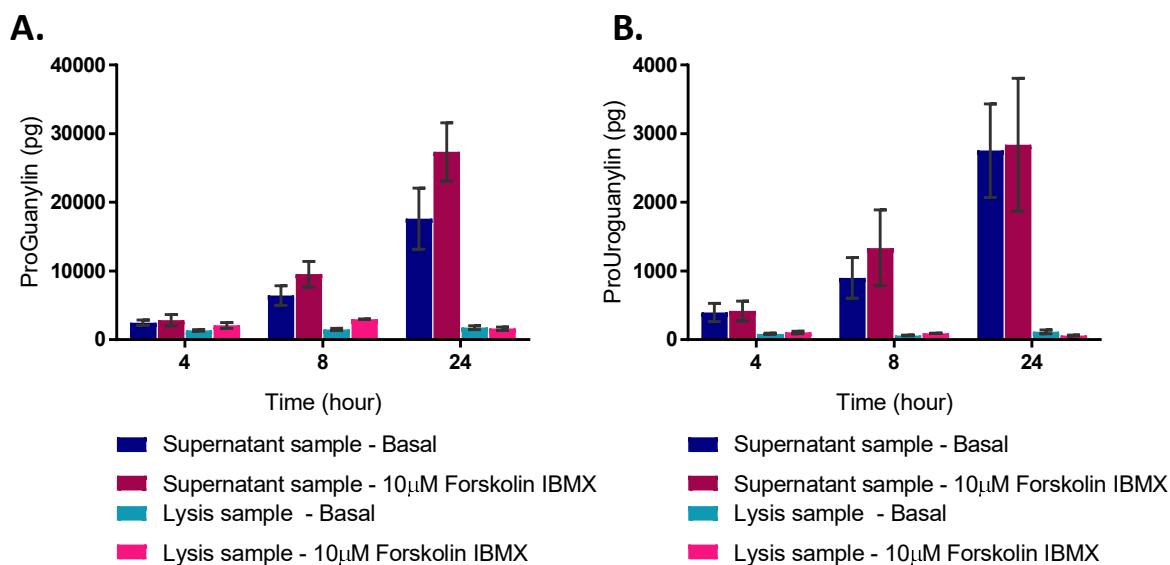 A.
ProGuanylin (pg)
40000
30000
20000
10000
0
4
8
24
Time (hour)
Supernatant sample - Basal
Supernatant sample - 10µM Forskolin IBMX
Lysis sample - Basal
Lysis sample - 10µM Forskolin IBMX
B.
ProUroguanylin (pg)
4000
3000
2000
1000
0
4
8
24
Time (hour)
Supernatant sample - Basal
Supernatant sample - 10µM Forskolin IBMX
Lysis sample - Basal
Lysis sample - 10µM Forskolin IBMX